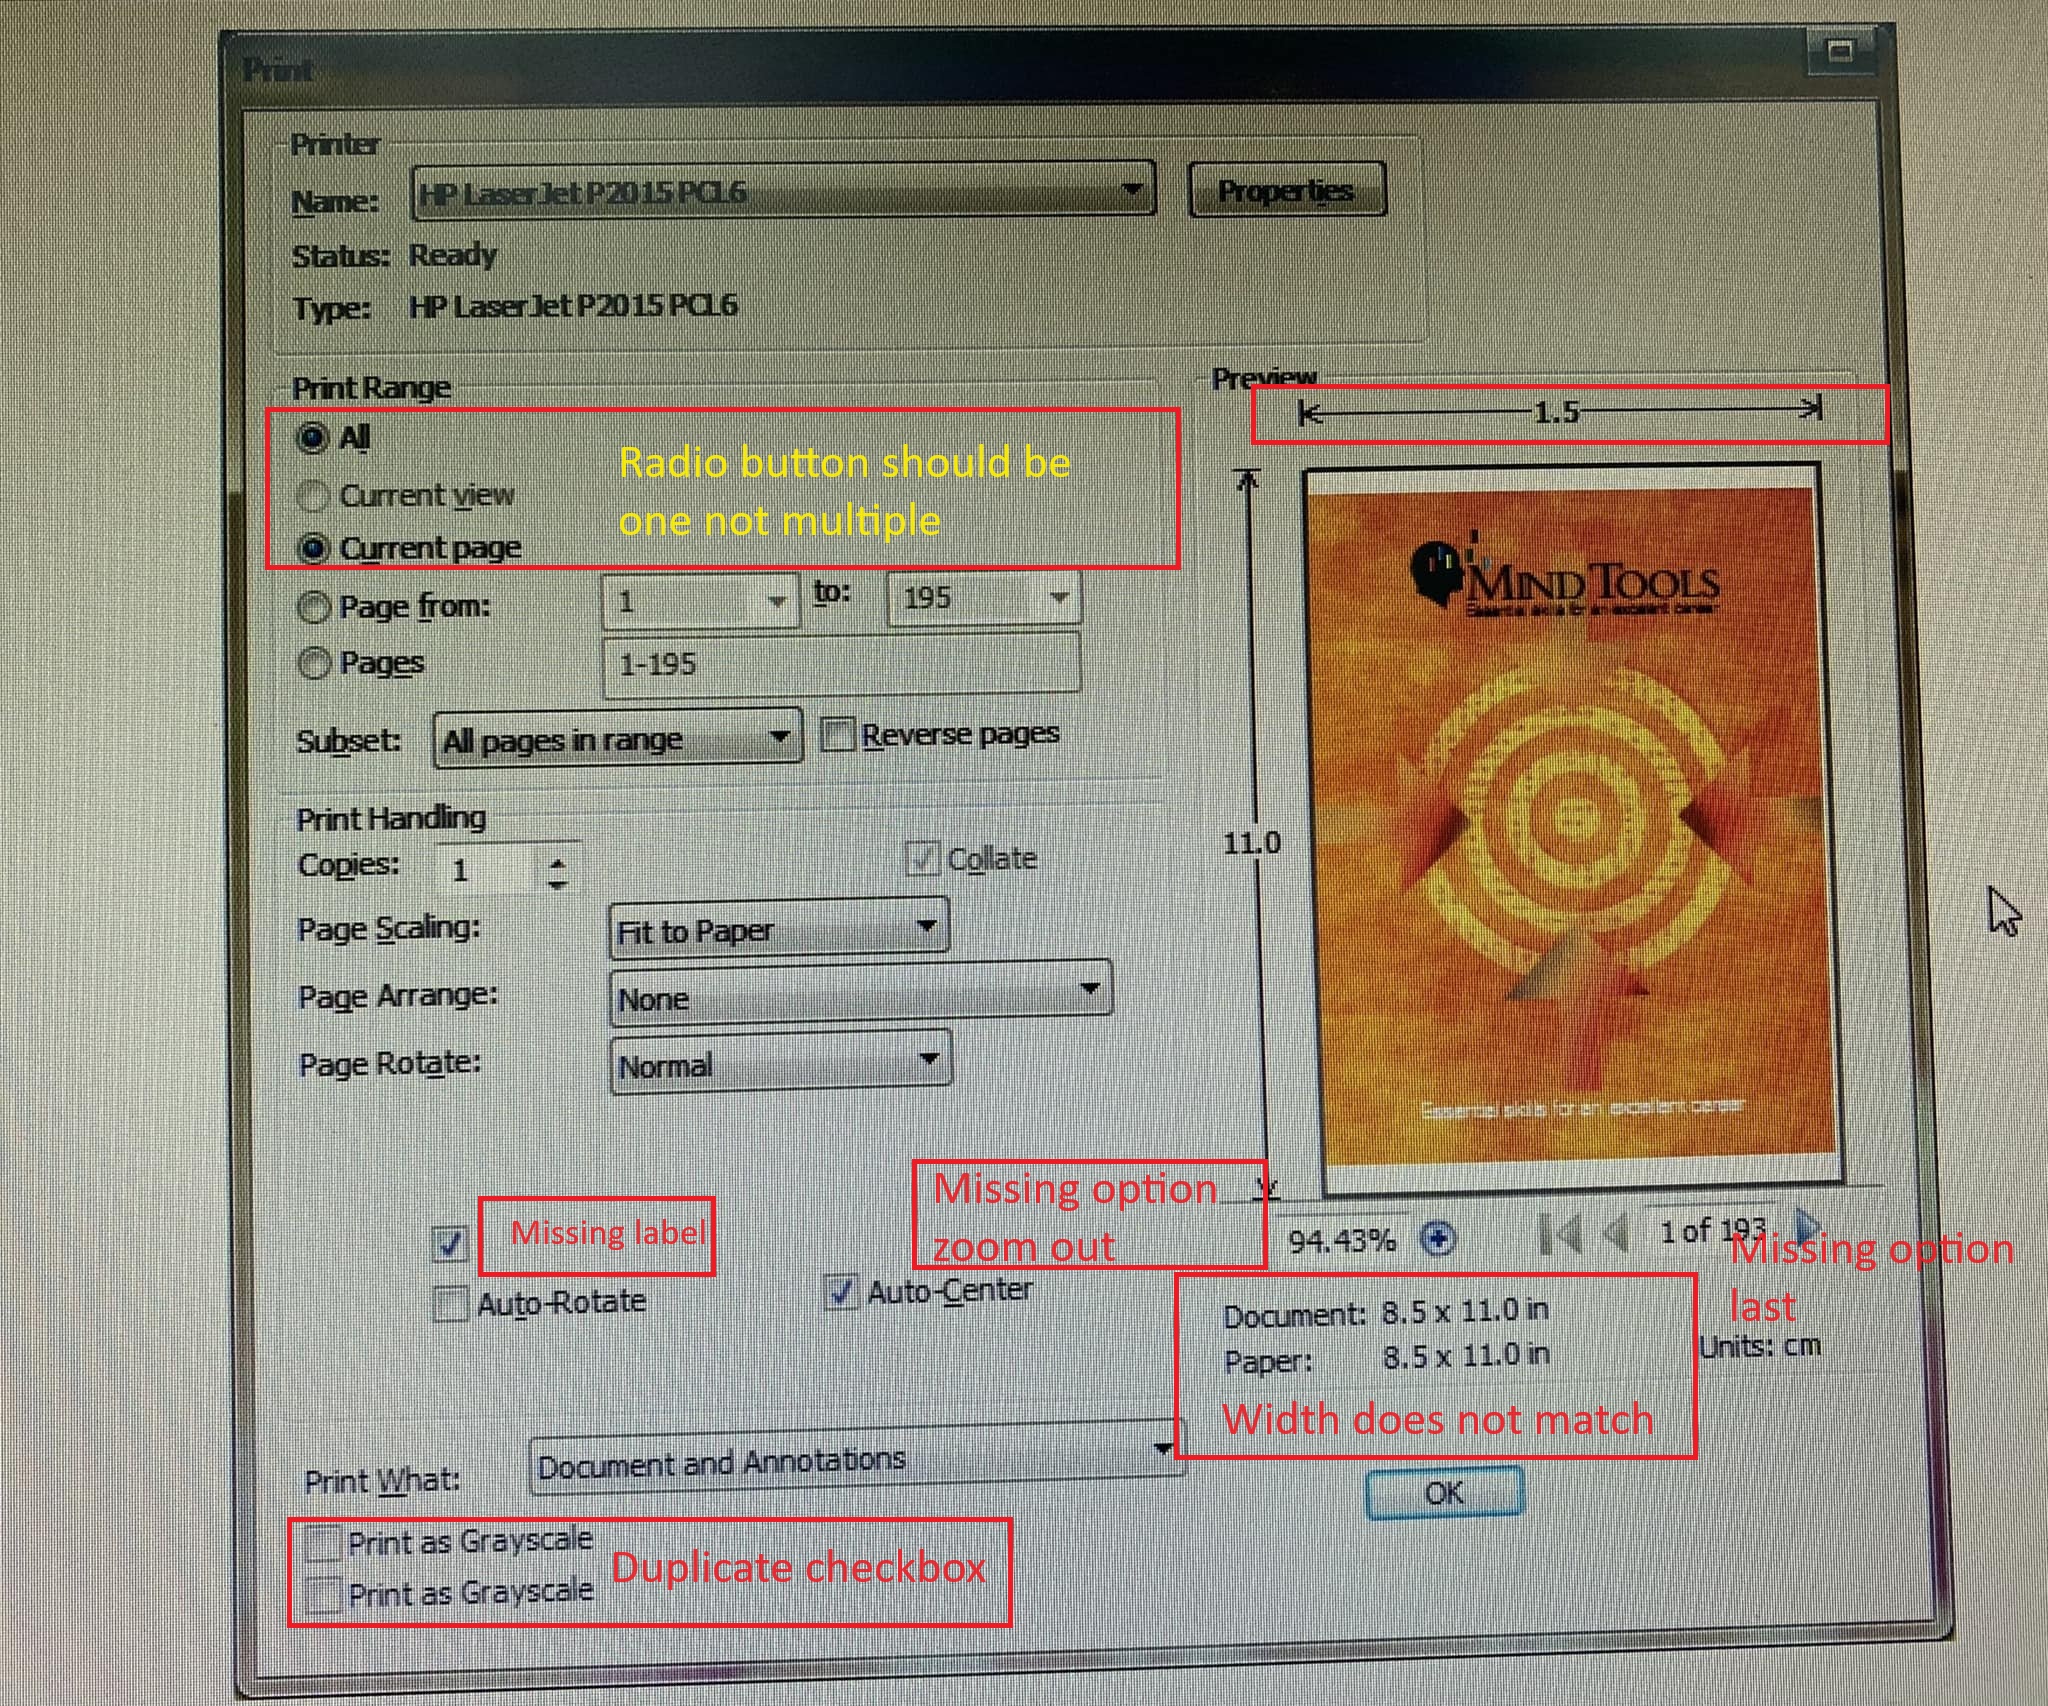 Print
Printer
Name: HP LaserJet P2015 PCL6 Properties
Status: Ready
Type: HP LaserJet P2015 PCL6
Print Range
All
Radio button should be
one not multiple
Current view
Current page
Page from: 1 to: 195
Pages 1-195
Subset: All pages in range Reverse pages
Print Handling
Copies: 1 Collate
Page Scaling: Fit to Paper
Page Arrange: None
Page Rotate: Normal
Missing label
Auto-Rotate Auto-Center
Print What: Document and Annotations
Print as Grayscale
Print as Grayscale
Duplicate checkbox
Preview
1.5
11.0
MIND TOOLS
Essential skills for an excellent career
Essential skills for an excellent career
Missing option
zoom out
94.43% 1 of 193
Missing option
last
Document: 8.5 x 11.0 in
Paper: 8.5 x 11.0 in
Units: cm
Width does not match
OK